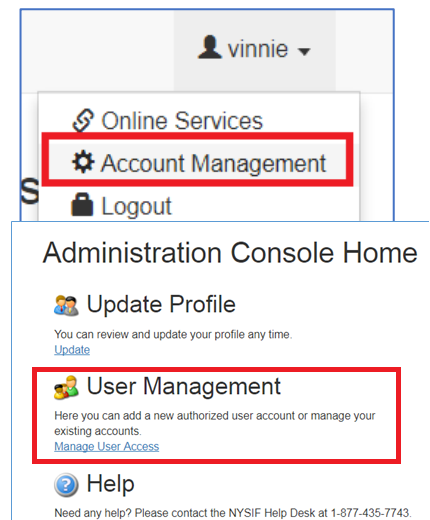 vinnie
Online Services
Account Management
S
Logout
Administration Console Home
Update Profile
You can review and update your profile any time.
Update
User Management
Here you can add a new authorized user account or manage your
existing accounts.
Manage User Access
Help
Need any help? Please contact the NYSIF Help Desk at 1-877-435-7743.